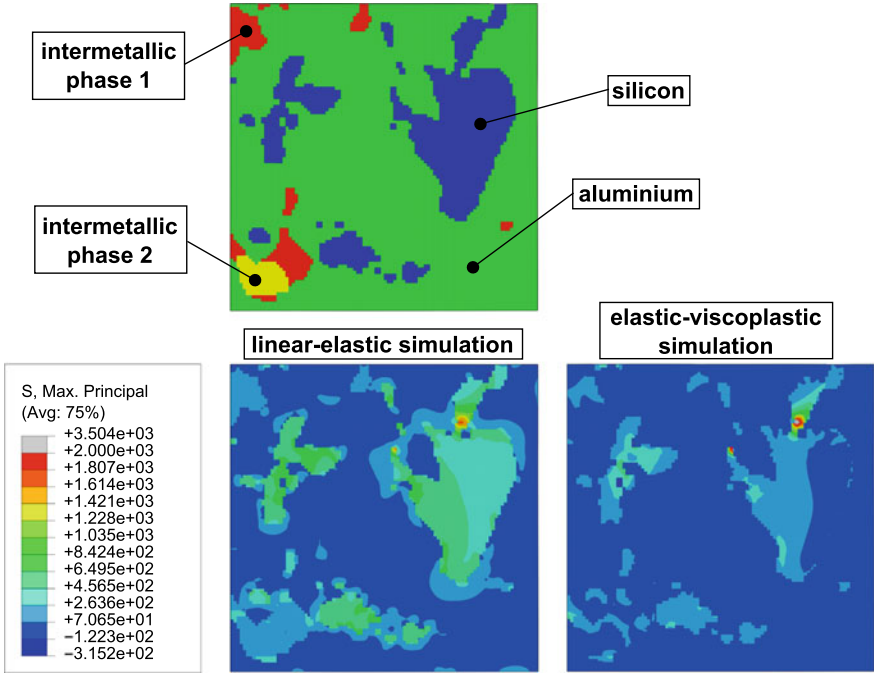 intermetallic
phase 1
silicon
aluminium
intermetallic
phase 2
linear-elastic simulation
elastic-viscoplastic
simulation
S, Max. Principal
(Avg: 75%)
+3.504e+03
+2.000e+03
+1.807e+03
+1.614e+03
+1.421e+03
+1.228e+03
+1.035e+03
+8.424e+02
+6.495e+02
+4.565e+02
+2.636e+02
+7.065e+01
−1.223e+02
−3.152e+02